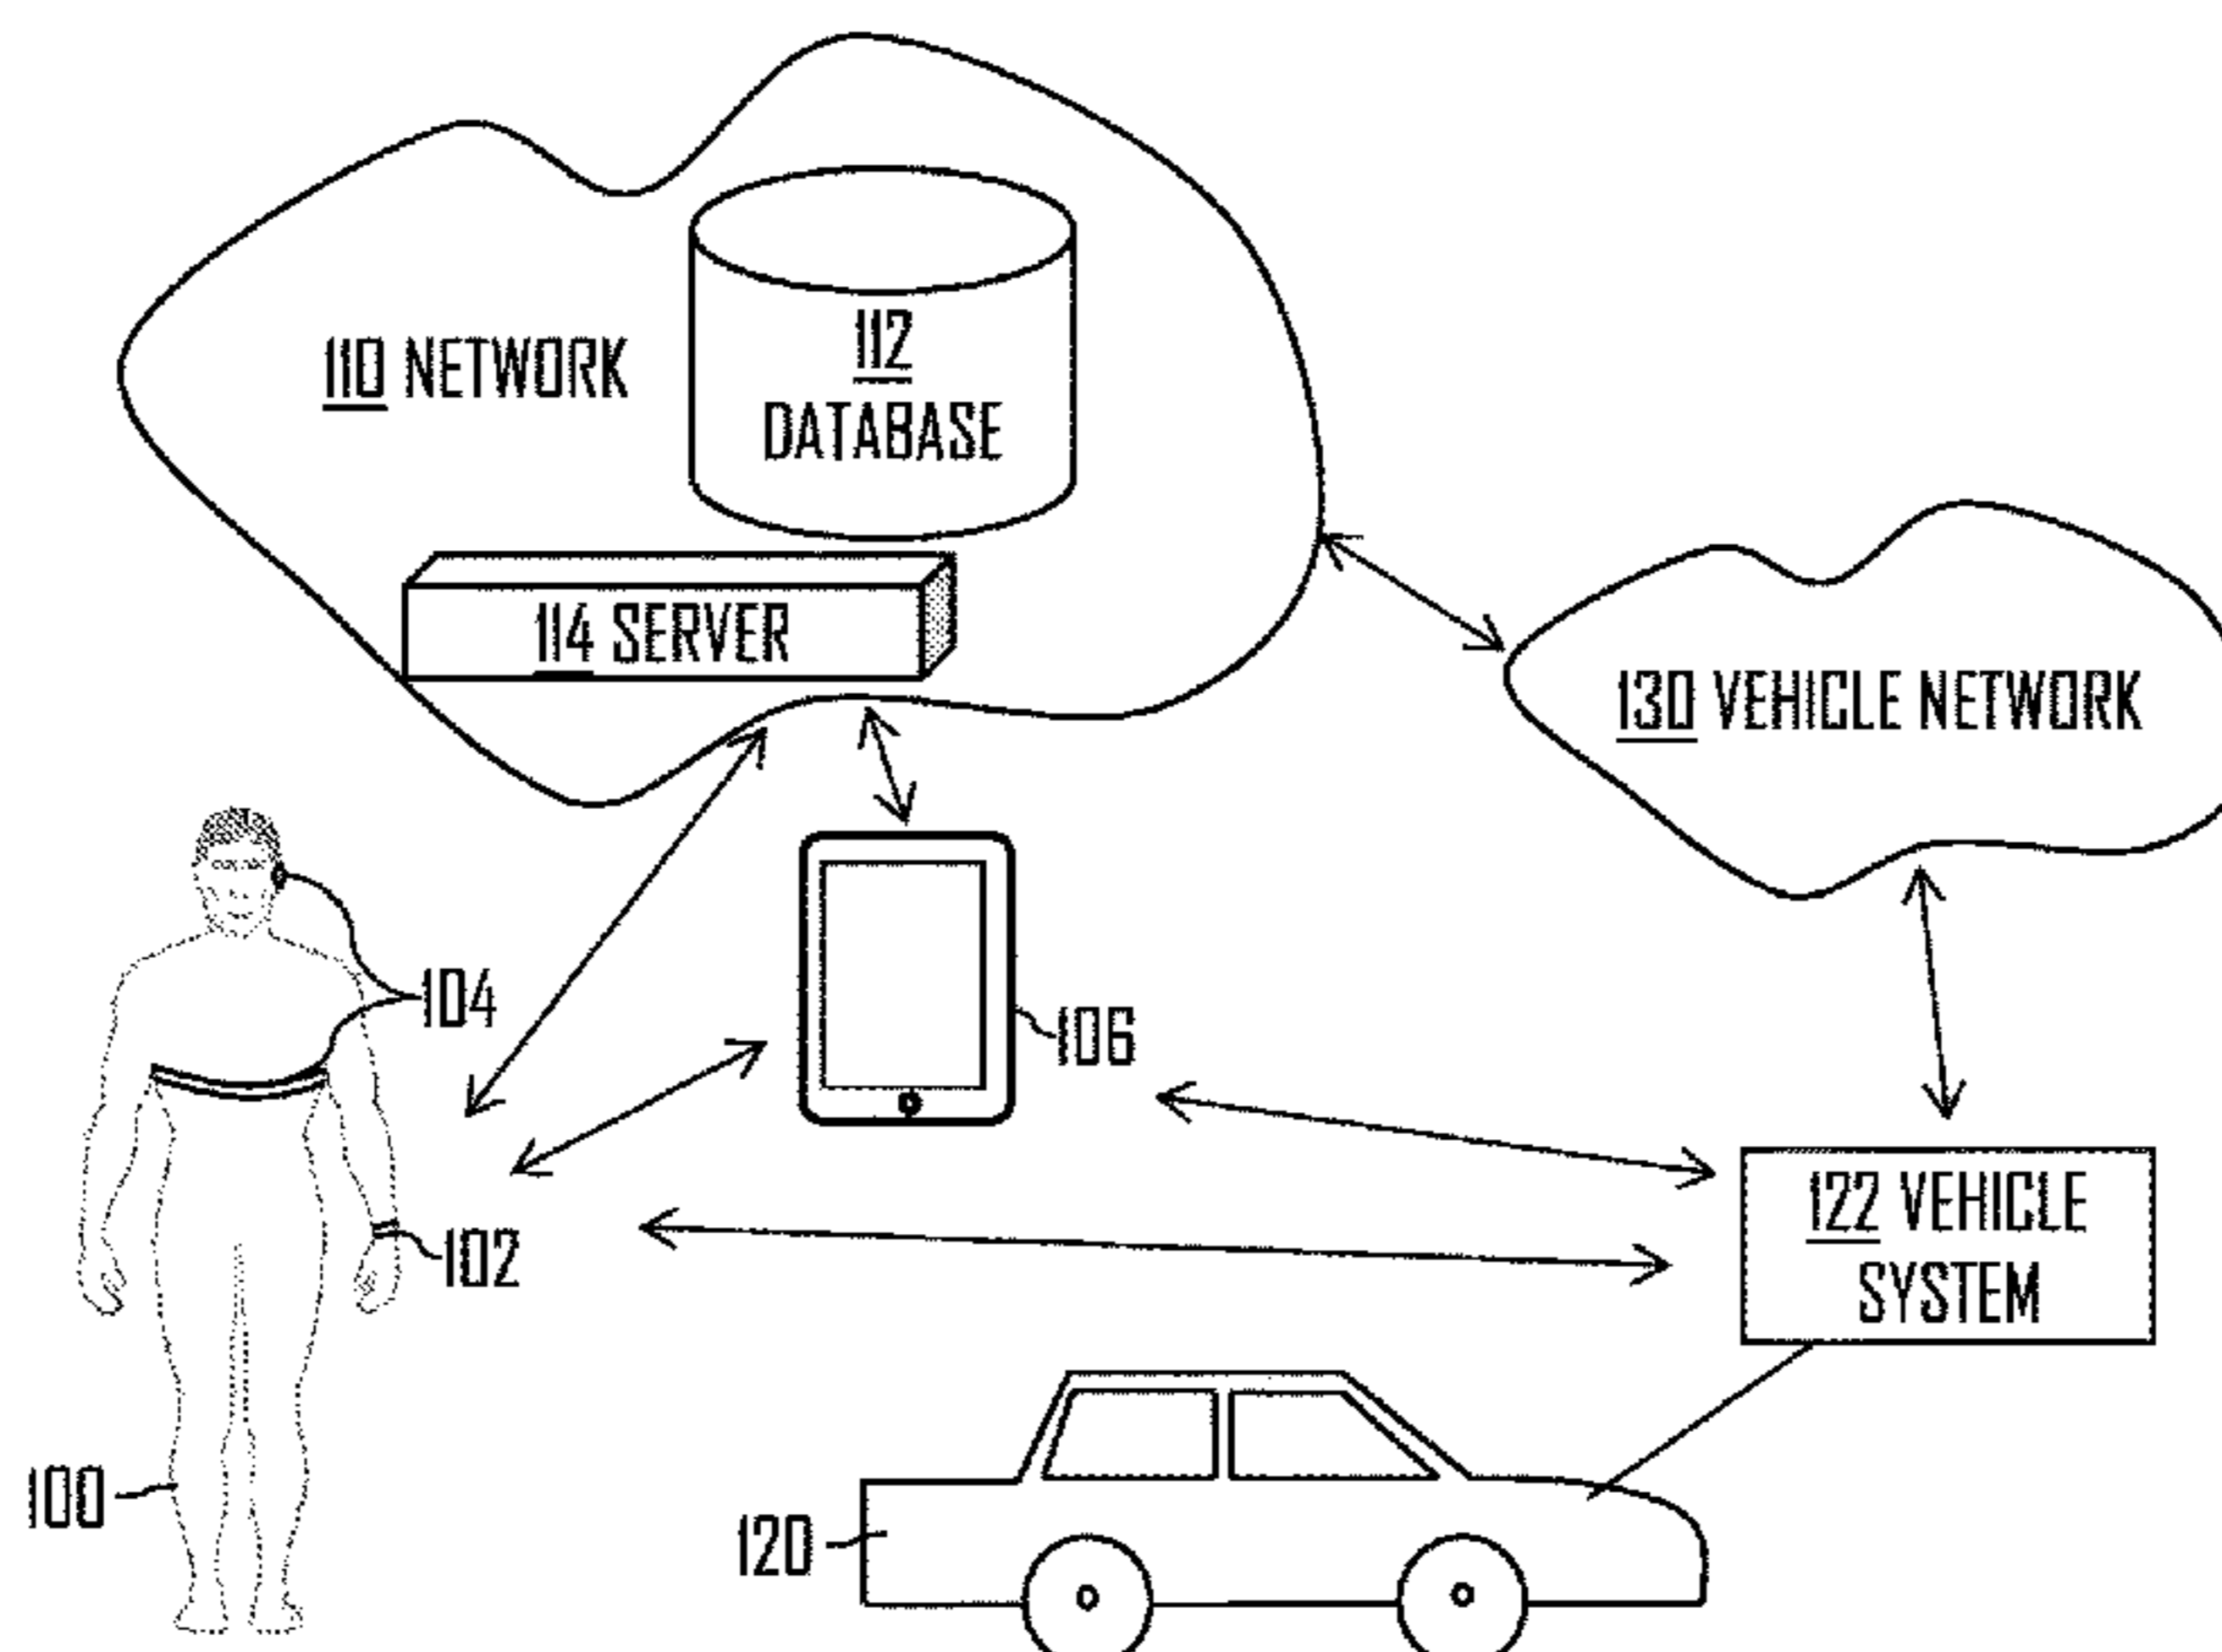 112
110 NETWORK
DATABASE
114 SERVER
130 VEHICLE NETWORK
104
106
122 VEHICLE
SYSTEM
102
100
120